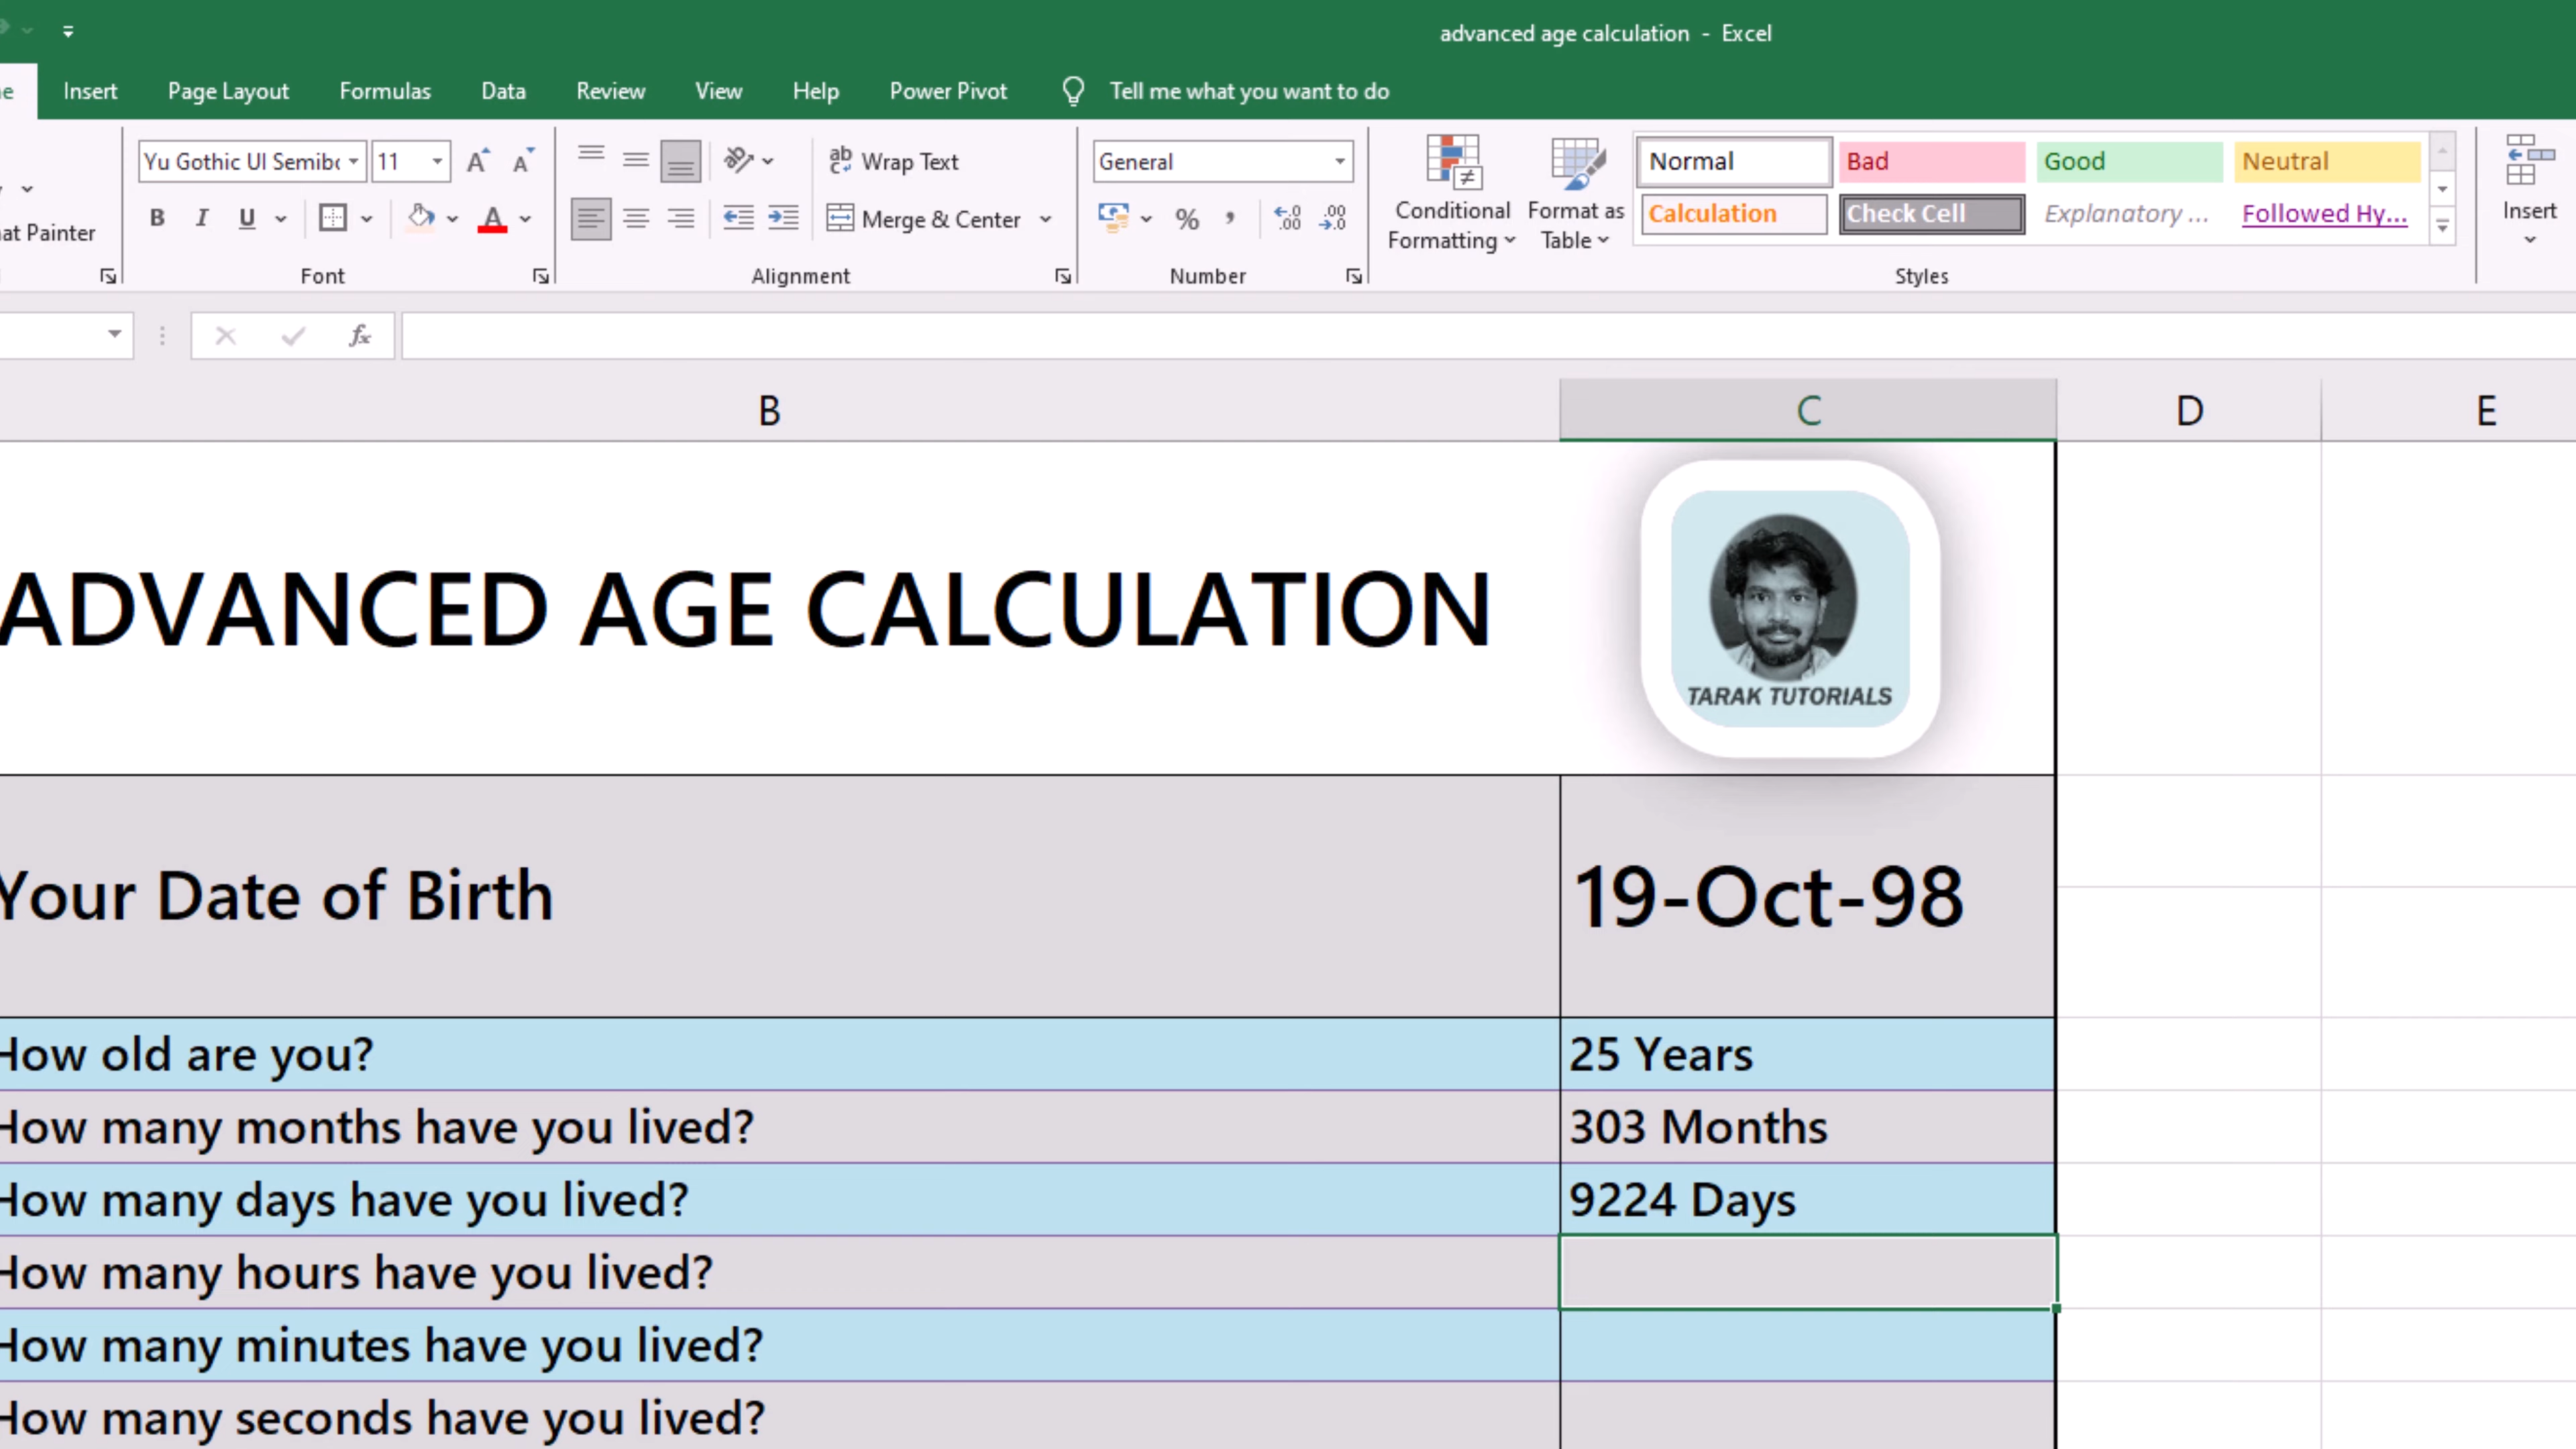 advanced age calculation - Excel
e Insert Page Layout Formulas Data Review View Help Power Pivot Tell me what you want to do
Yu Gothic UI Semibo 11 Wrap Text General Normal Bad Good Neutral
at Painter B I U Merge & Center % , Conditional Formatting Format as Table Calculation Check Cell Explanatory ... Followed Hy... Insert
Font Alignment Number Styles
fx
B C D E
ADVANCED AGE CALCULATION
TARAK TUTORIALS
Your Date of Birth 19-Oct-98
How old are you? 25 Years
How many months have you lived? 303 Months
How many days have you lived? 9224 Days
How many hours have you lived?
How many minutes have you lived?
How many seconds have you lived?